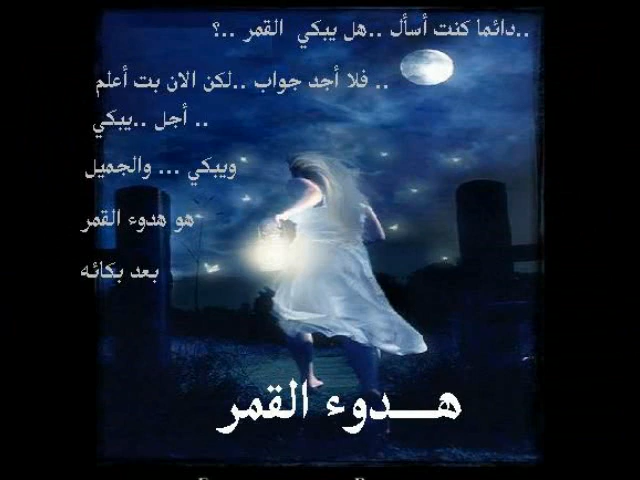 ..دائما كنت أسأل ..هل يبكي القمر ..؟
.. فلا أجد جواب ..لكن الان بت أعلم
.. أجل ..يبكي
ويبكي ... والجميل
هو هدوء القمر
بعد بكائه
هـــدوء القمر